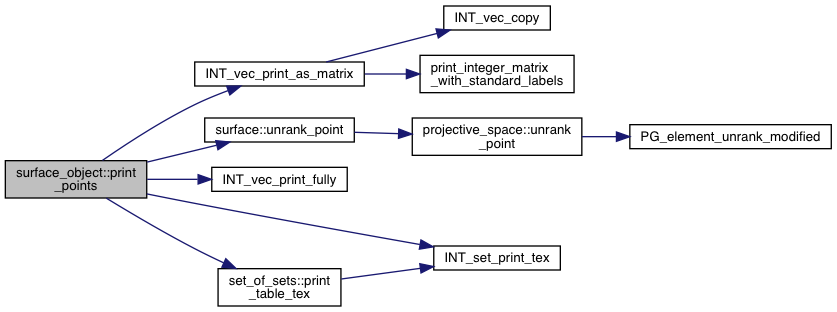 surface_object::print
_points
INT_vec_print_as_matrix
INT_vec_copy
print_integer_matrix
_with_standard_labels
surface::unrank_point
projective_space::unrank
_point
PG_element_unrank_modified
INT_vec_print_fully
INT_set_print_tex
set_of_sets::print
_table_tex